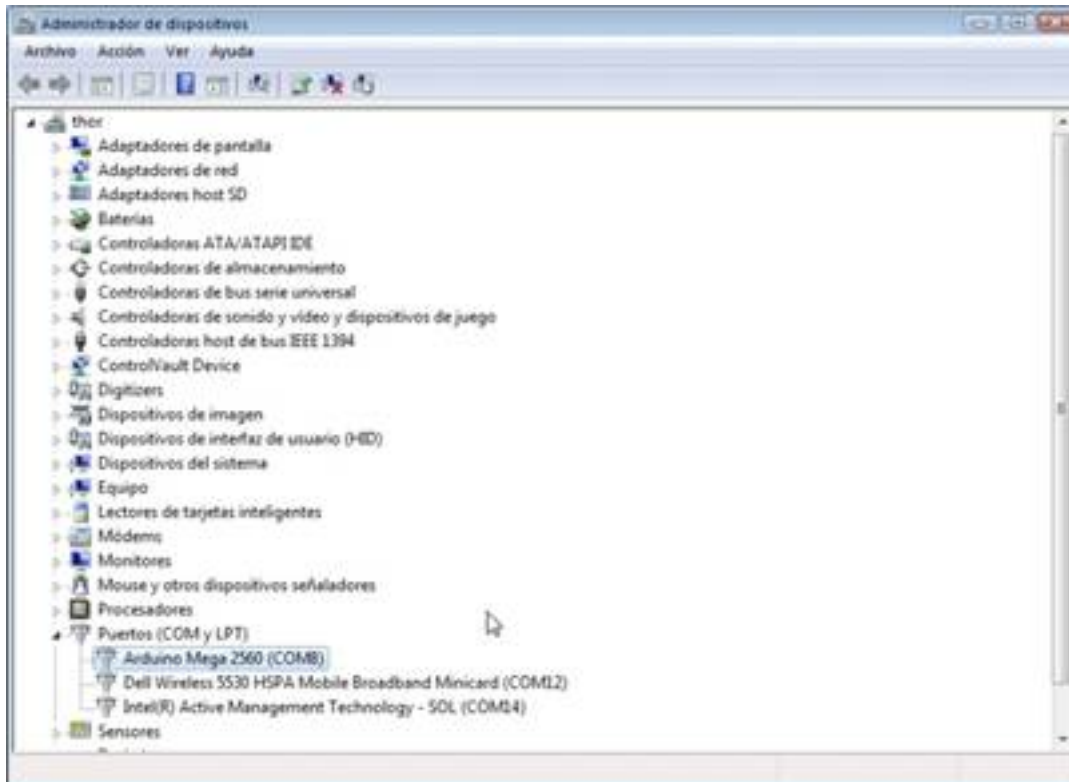 Administrador de dispositivos
Archivo Acción Ver Ayuda
thor
Adaptadores de pantalla
Adaptadores de red
Adaptadores host SD
Baterías
Controladoras ATA/ATAPI IDE
Controladoras de almacenamiento
Controladoras de bus serie universal
Controladoras de sonido y vídeo y dispositivos de juego
Controladoras host de bus IEEE 1394
ControlVault Device
Digitizers
Dispositivos de imagen
Dispositivos de interfaz de usuario (HID)
Dispositivos del sistema
Equipo
Lectores de tarjetas inteligentes
Módems
Monitores
Mouse y otros dispositivos señaladores
Procesadores
Puertos (COM y LPT)
Arduino Mega 2560 (COM8)
Dell Wireless 5530 HSPA Mobile Broadband Minicard (COM12)
Intel(R) Active Management Technology - SOL (COM14)
Sensores